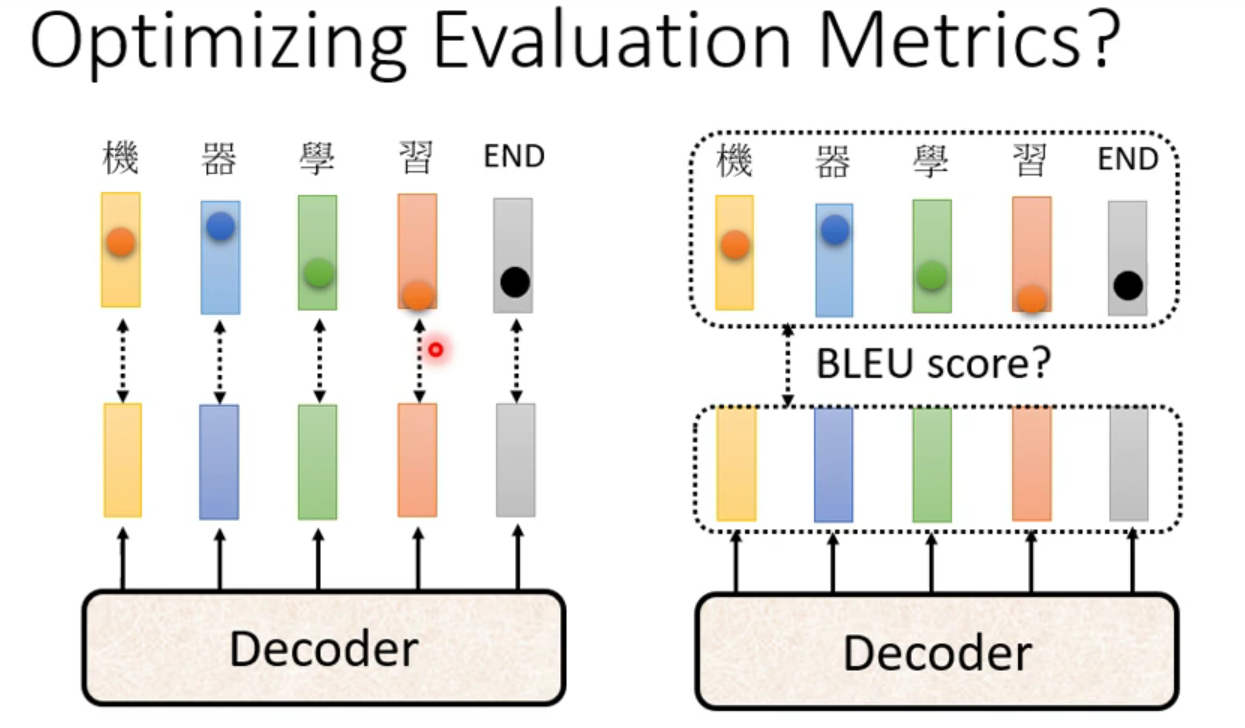 Optimizing Evaluation Metrics?
機 器 學 習 END
機 器 學 習 END
BLEU score?
Decoder
Decoder